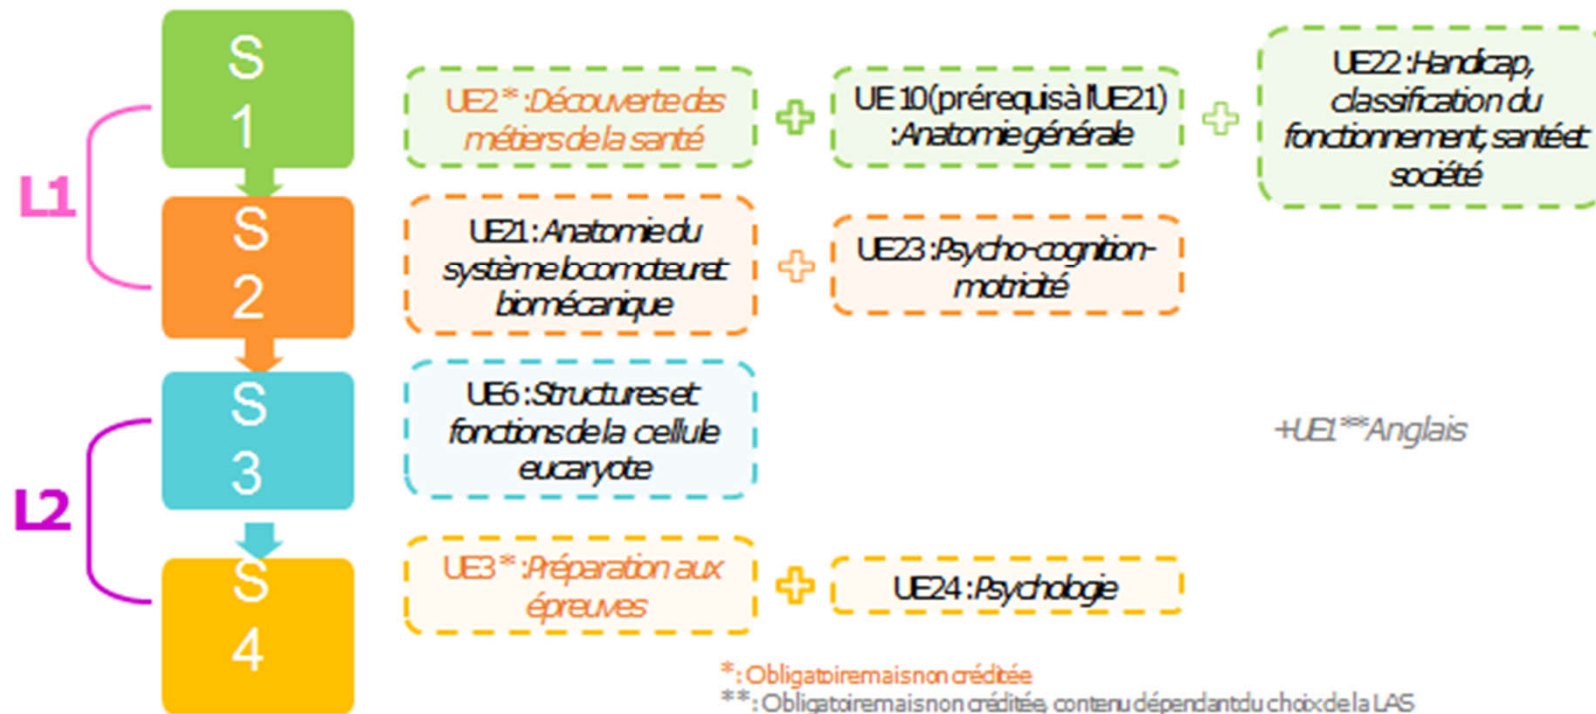 L1
S
1
UE2 * : Découverte des
métiers de la santé
UE 10 (prérequis à l'UE21)
: Anatomie générale
UE22 : Handicap,
classification du
fonctionnement, santé et
société
S
2
UE21 : Anatomie du
système locomoteur et
biomécanique
UE23 : Psycho-cognition-
motricité
L2
S
3
UE6 : Structures et
fonctions de la cellule
eucaryote
+UE1** Anglais
S
4
UE3 * : Préparation aux
épreuves
UE24 : Psychologie
* : Obligatoire mais non créditée
** : Obligatoire mais non créditée, contenu dépendant du choix de la LAS